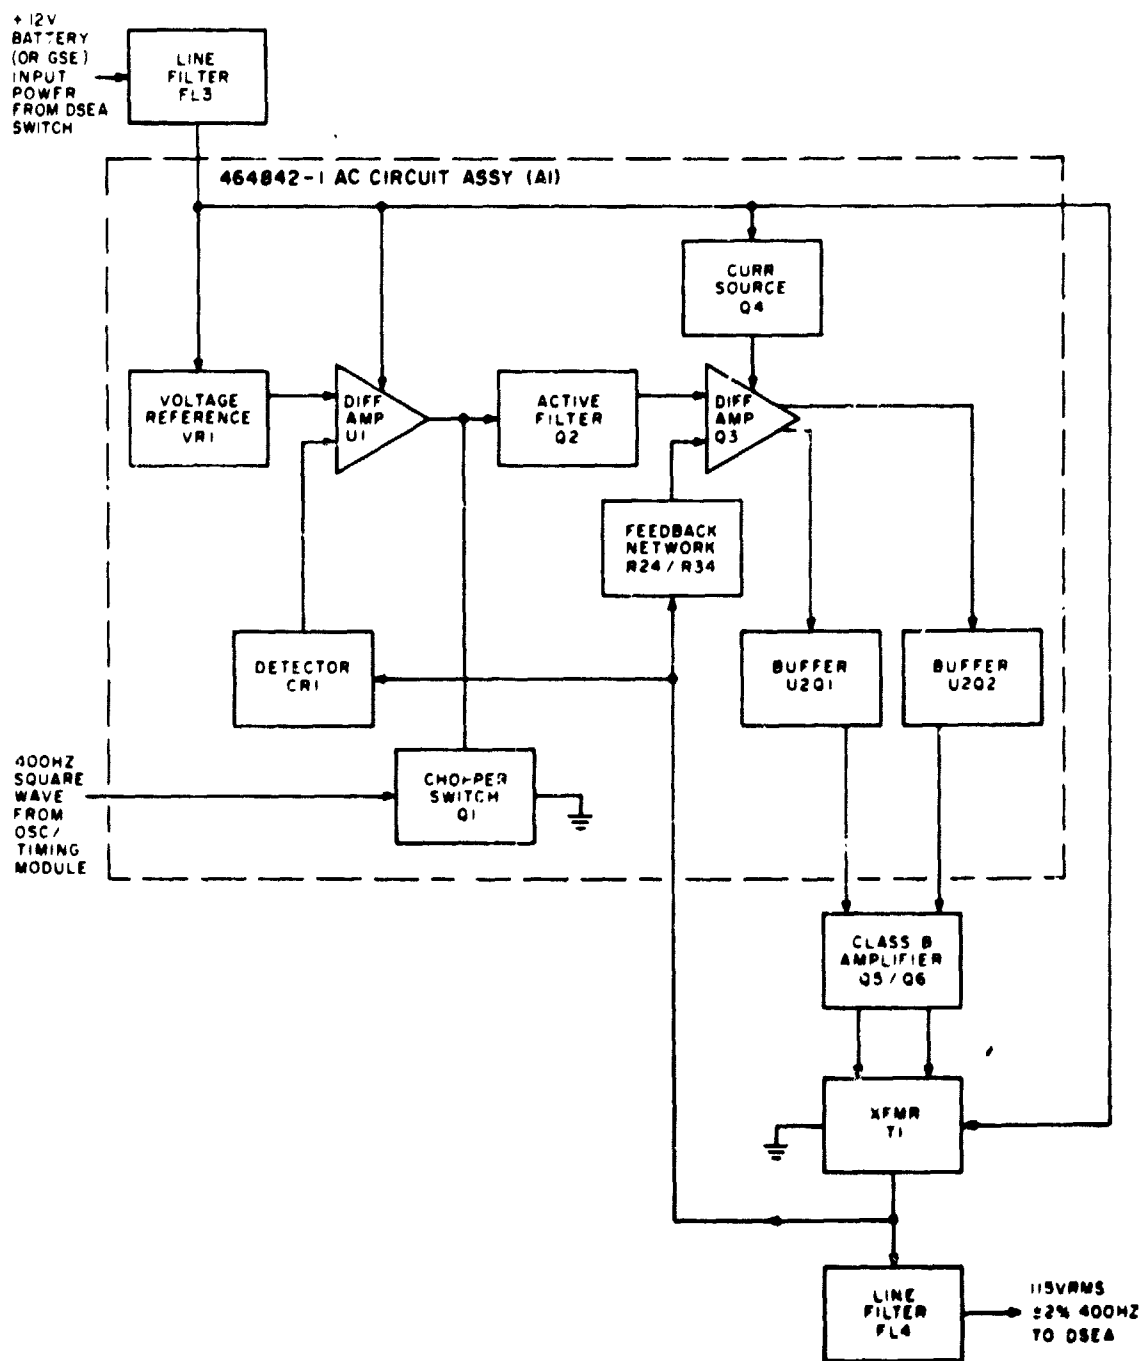 +12V
BATTERY
(OR GSE)
INPUT
POWER
FROM DSEA
SWITCH
LINE
FILTER
FL3
464842-1 AC CIRCUIT ASSY (A1)
CURR
SOURCE
Q4
VOLTAGE
REFERENCE
VR1
DIFF
AMP
U1
ACTIVE
FILTER
Q2
DIFF
AMP
Q3
FEEDBACK
NETWORK
R24/R34
DETECTOR
CR1
BUFFER
U2Q1
BUFFER
U2Q2
400HZ
SQUARE
WAVE
FROM
OSC/
TIMING
MODULE
CHOPPER
SWITCH
Q1
CLASS B
AMPLIFIER
Q5/Q6
XFMR
T1
LINE
FILTER
FL4
115VRMS
±2% 400HZ
TO DSEA